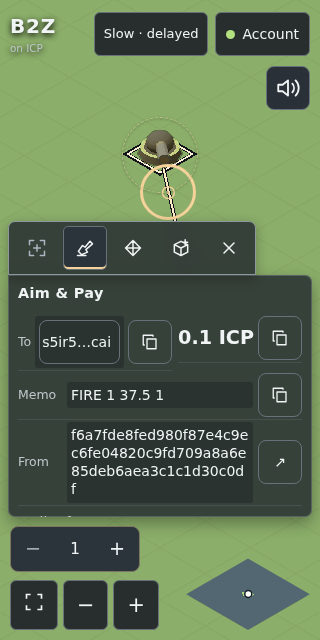 B2Z
on ICP
Slow · delayed
Account
Aim & Pay
To
s5ir5...cai
0.1 ICP
Memo
FIRE 1 37.5 1
From
f6a7fde8fed980f87e4c9e
c6fe04820c9fd709a8a6e
85deb6aea3c1c1d30c0d
f
− 1 +
− +